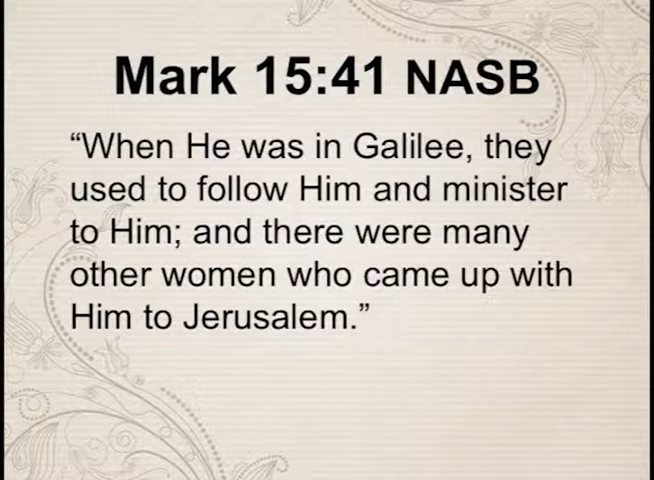 Mark 15:41 NASB
“When He was in Galilee, they
used to follow Him and minister
to Him; and there were many
other women who came up with
Him to Jerusalem.”